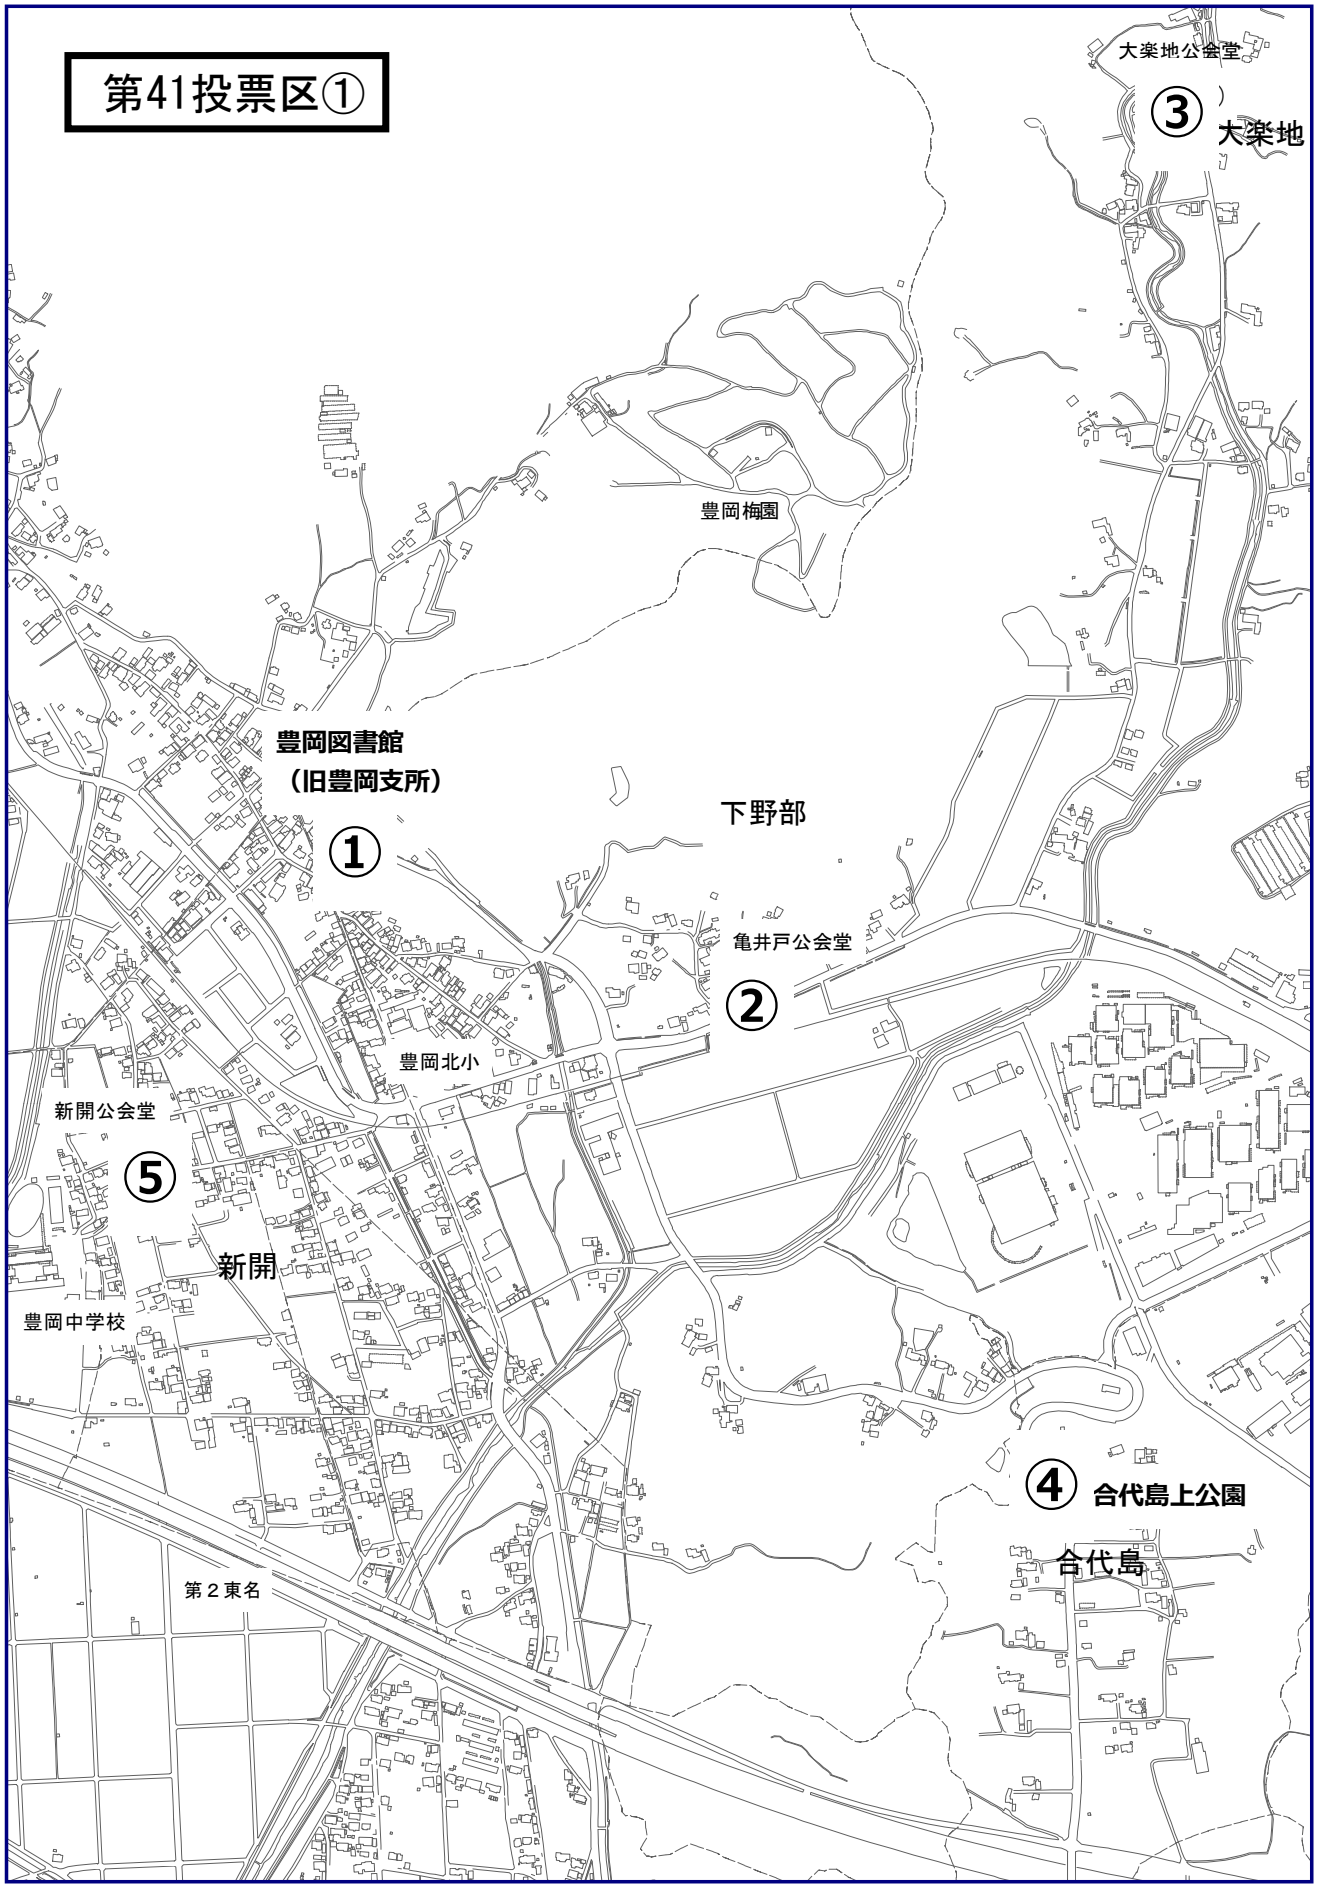 第41投票区①
大楽地公会堂
③
大楽地
豊岡梅園
豊岡図書館
（旧豊岡支所）
①
下野部
亀井戸公会堂
②
豊岡北小
新開公会堂
⑤
新開
豊岡中学校
④
合代島上公園
合代島
第２東名